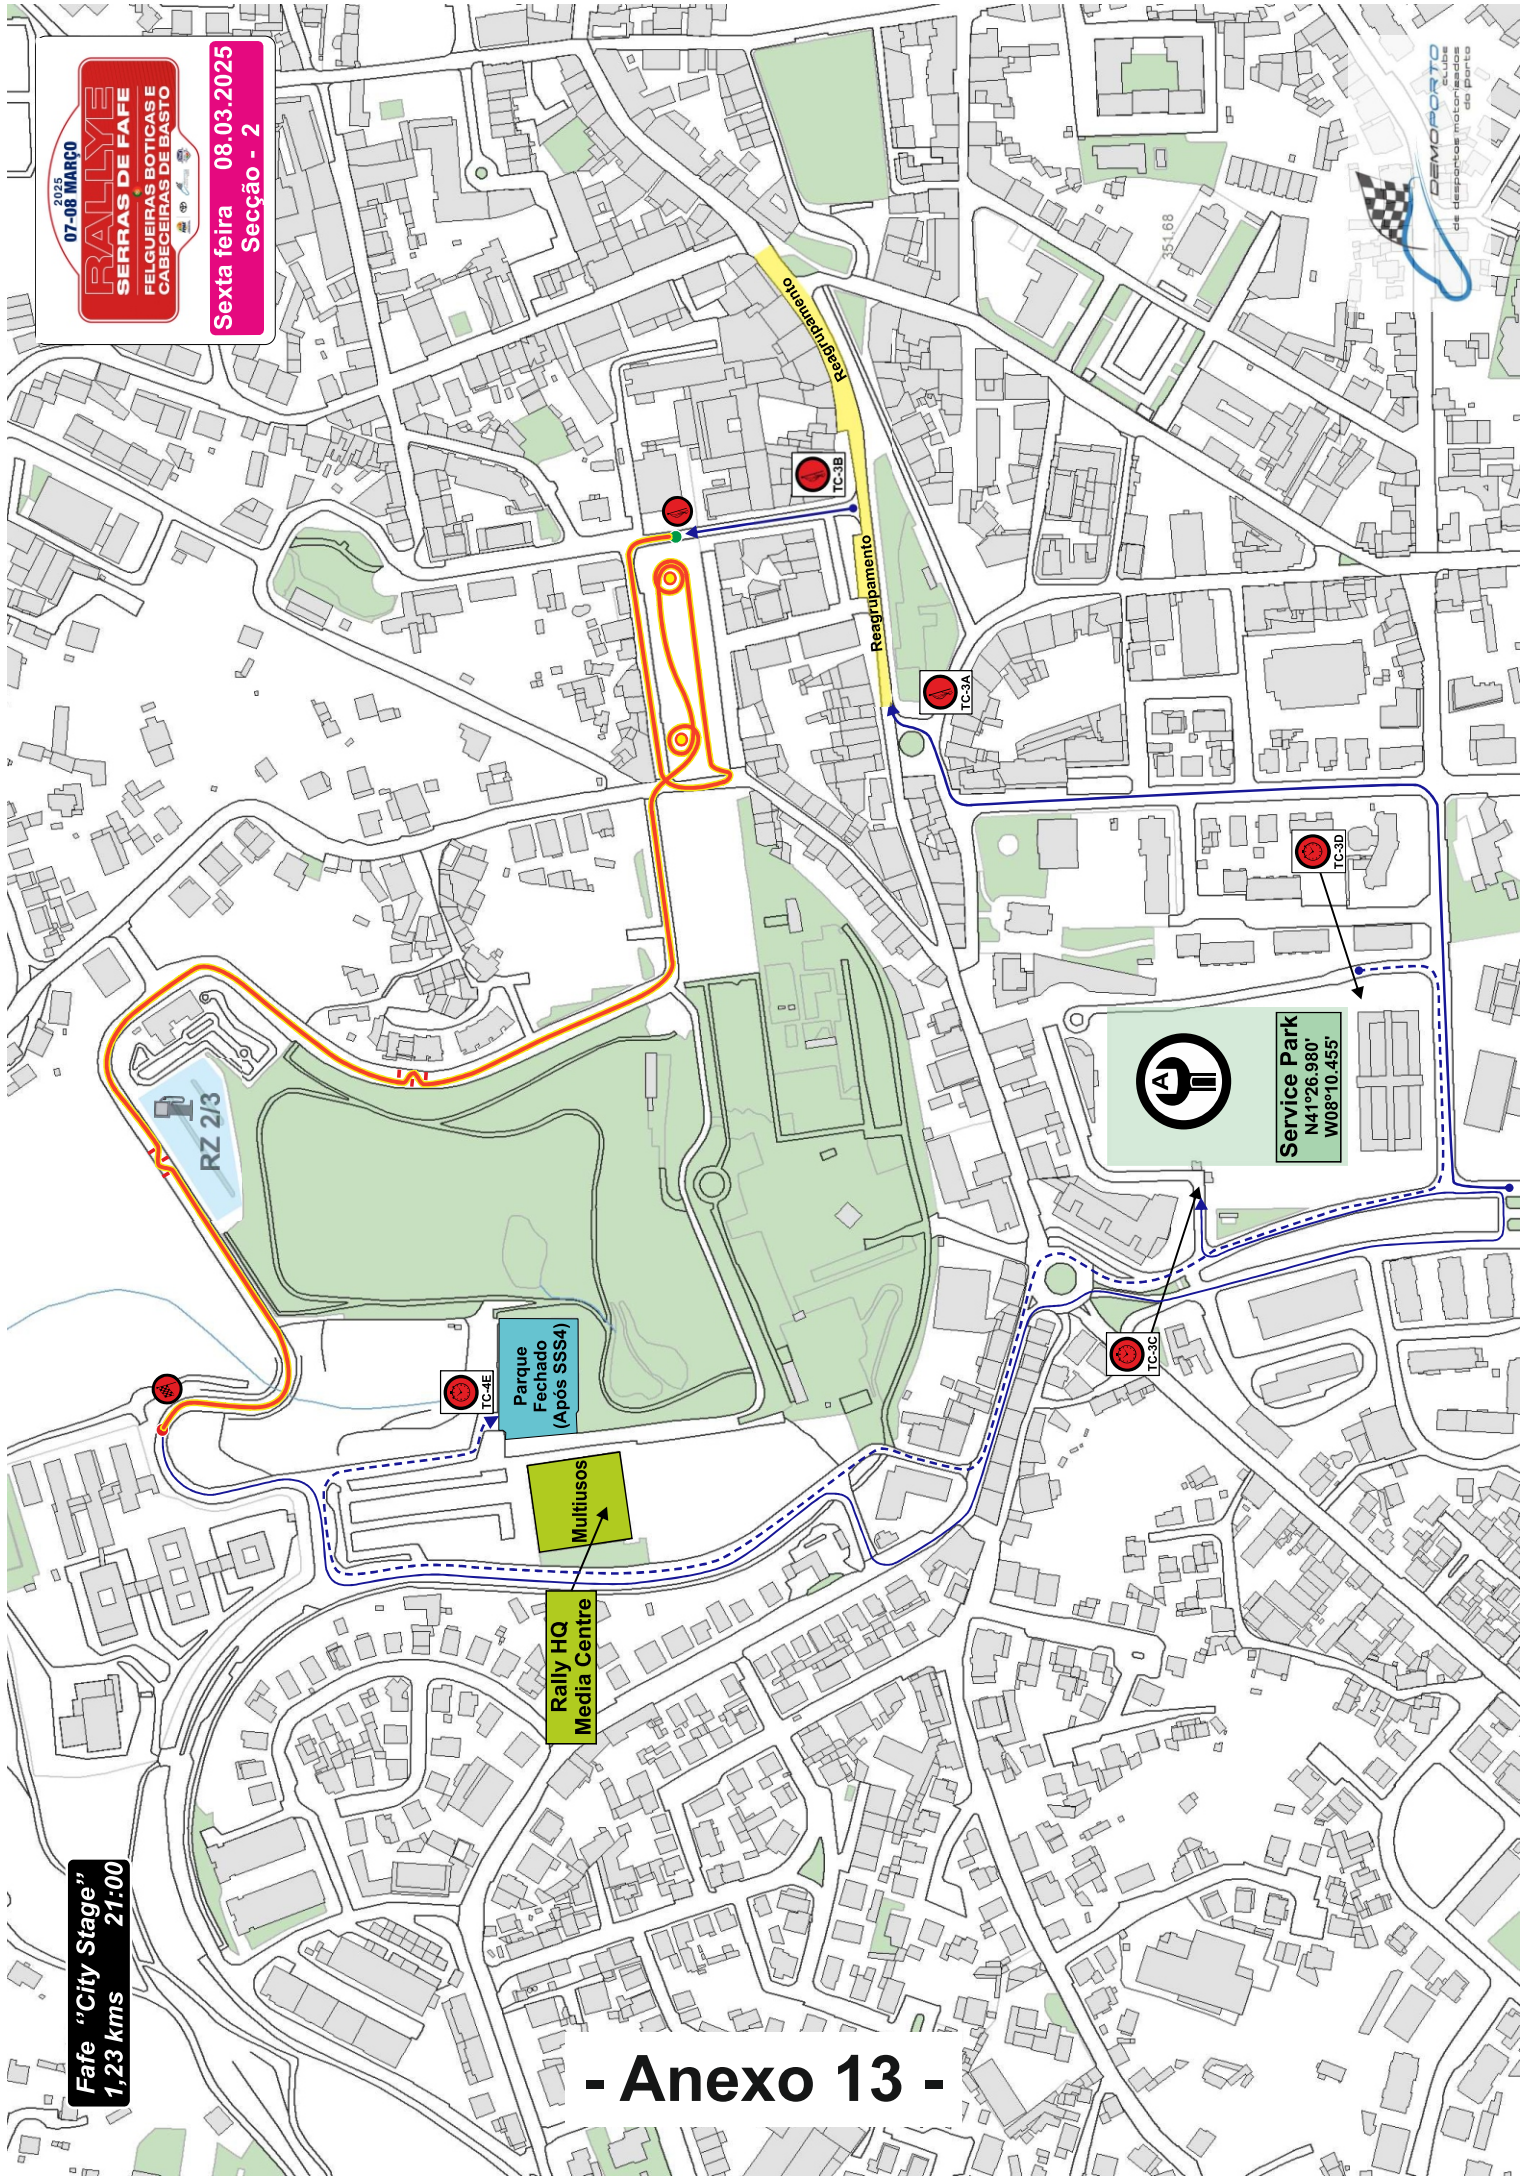 2025
07-08 MARÇO
RALLYE
SERRAS DE FAFE
FELGUEIRAS BOTICAS E
CABECEIRAS DE BASTO
Sexta feira 08.03.2025
Secção - 2
DEMOPORTO
clube
de desportos motorizados
do porto
351.68
Reagrupamento
Reagrupamento
TC-3B
TC-3A
TC-3D
RZ 2/3
A
Service Park
N41°26.980'
W08°10.455'
TC-3C
TC-4E
Parque
Fechado
(Após SSS4)
Multiusos
Rally HQ
Media Centre
Fafe ‘‘City Stage’’
1,23 kms 21:00
- Anexo 13 -